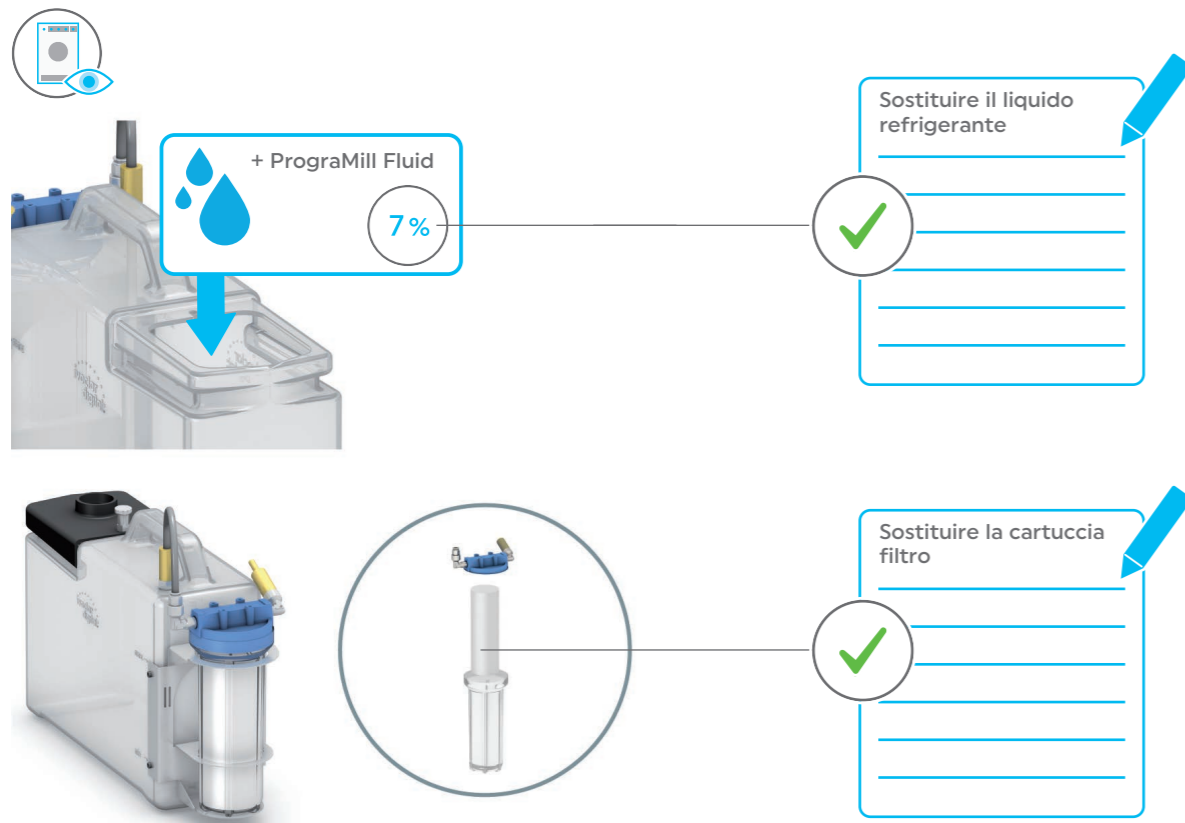 + PrograMill Fluid
7 %
Sostituire il liquido
refrigerante
Sostituire la cartuccia
filtro